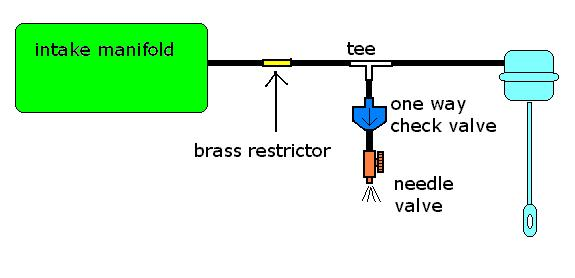 intake manifold
tee
one way
check valve
brass restrictor
needle
valve